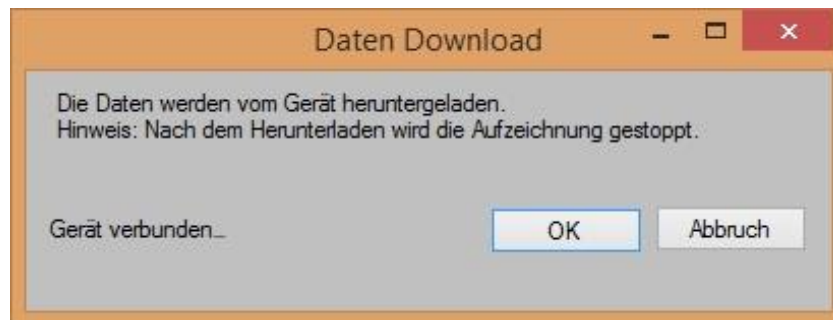 Daten Download
Die Daten werden vom Gerät heruntergeladen.
Hinweis: Nach dem Herunterladen wird die Aufzeichnung gestoppt.
Gerät verbunden...
OK
Abbruch